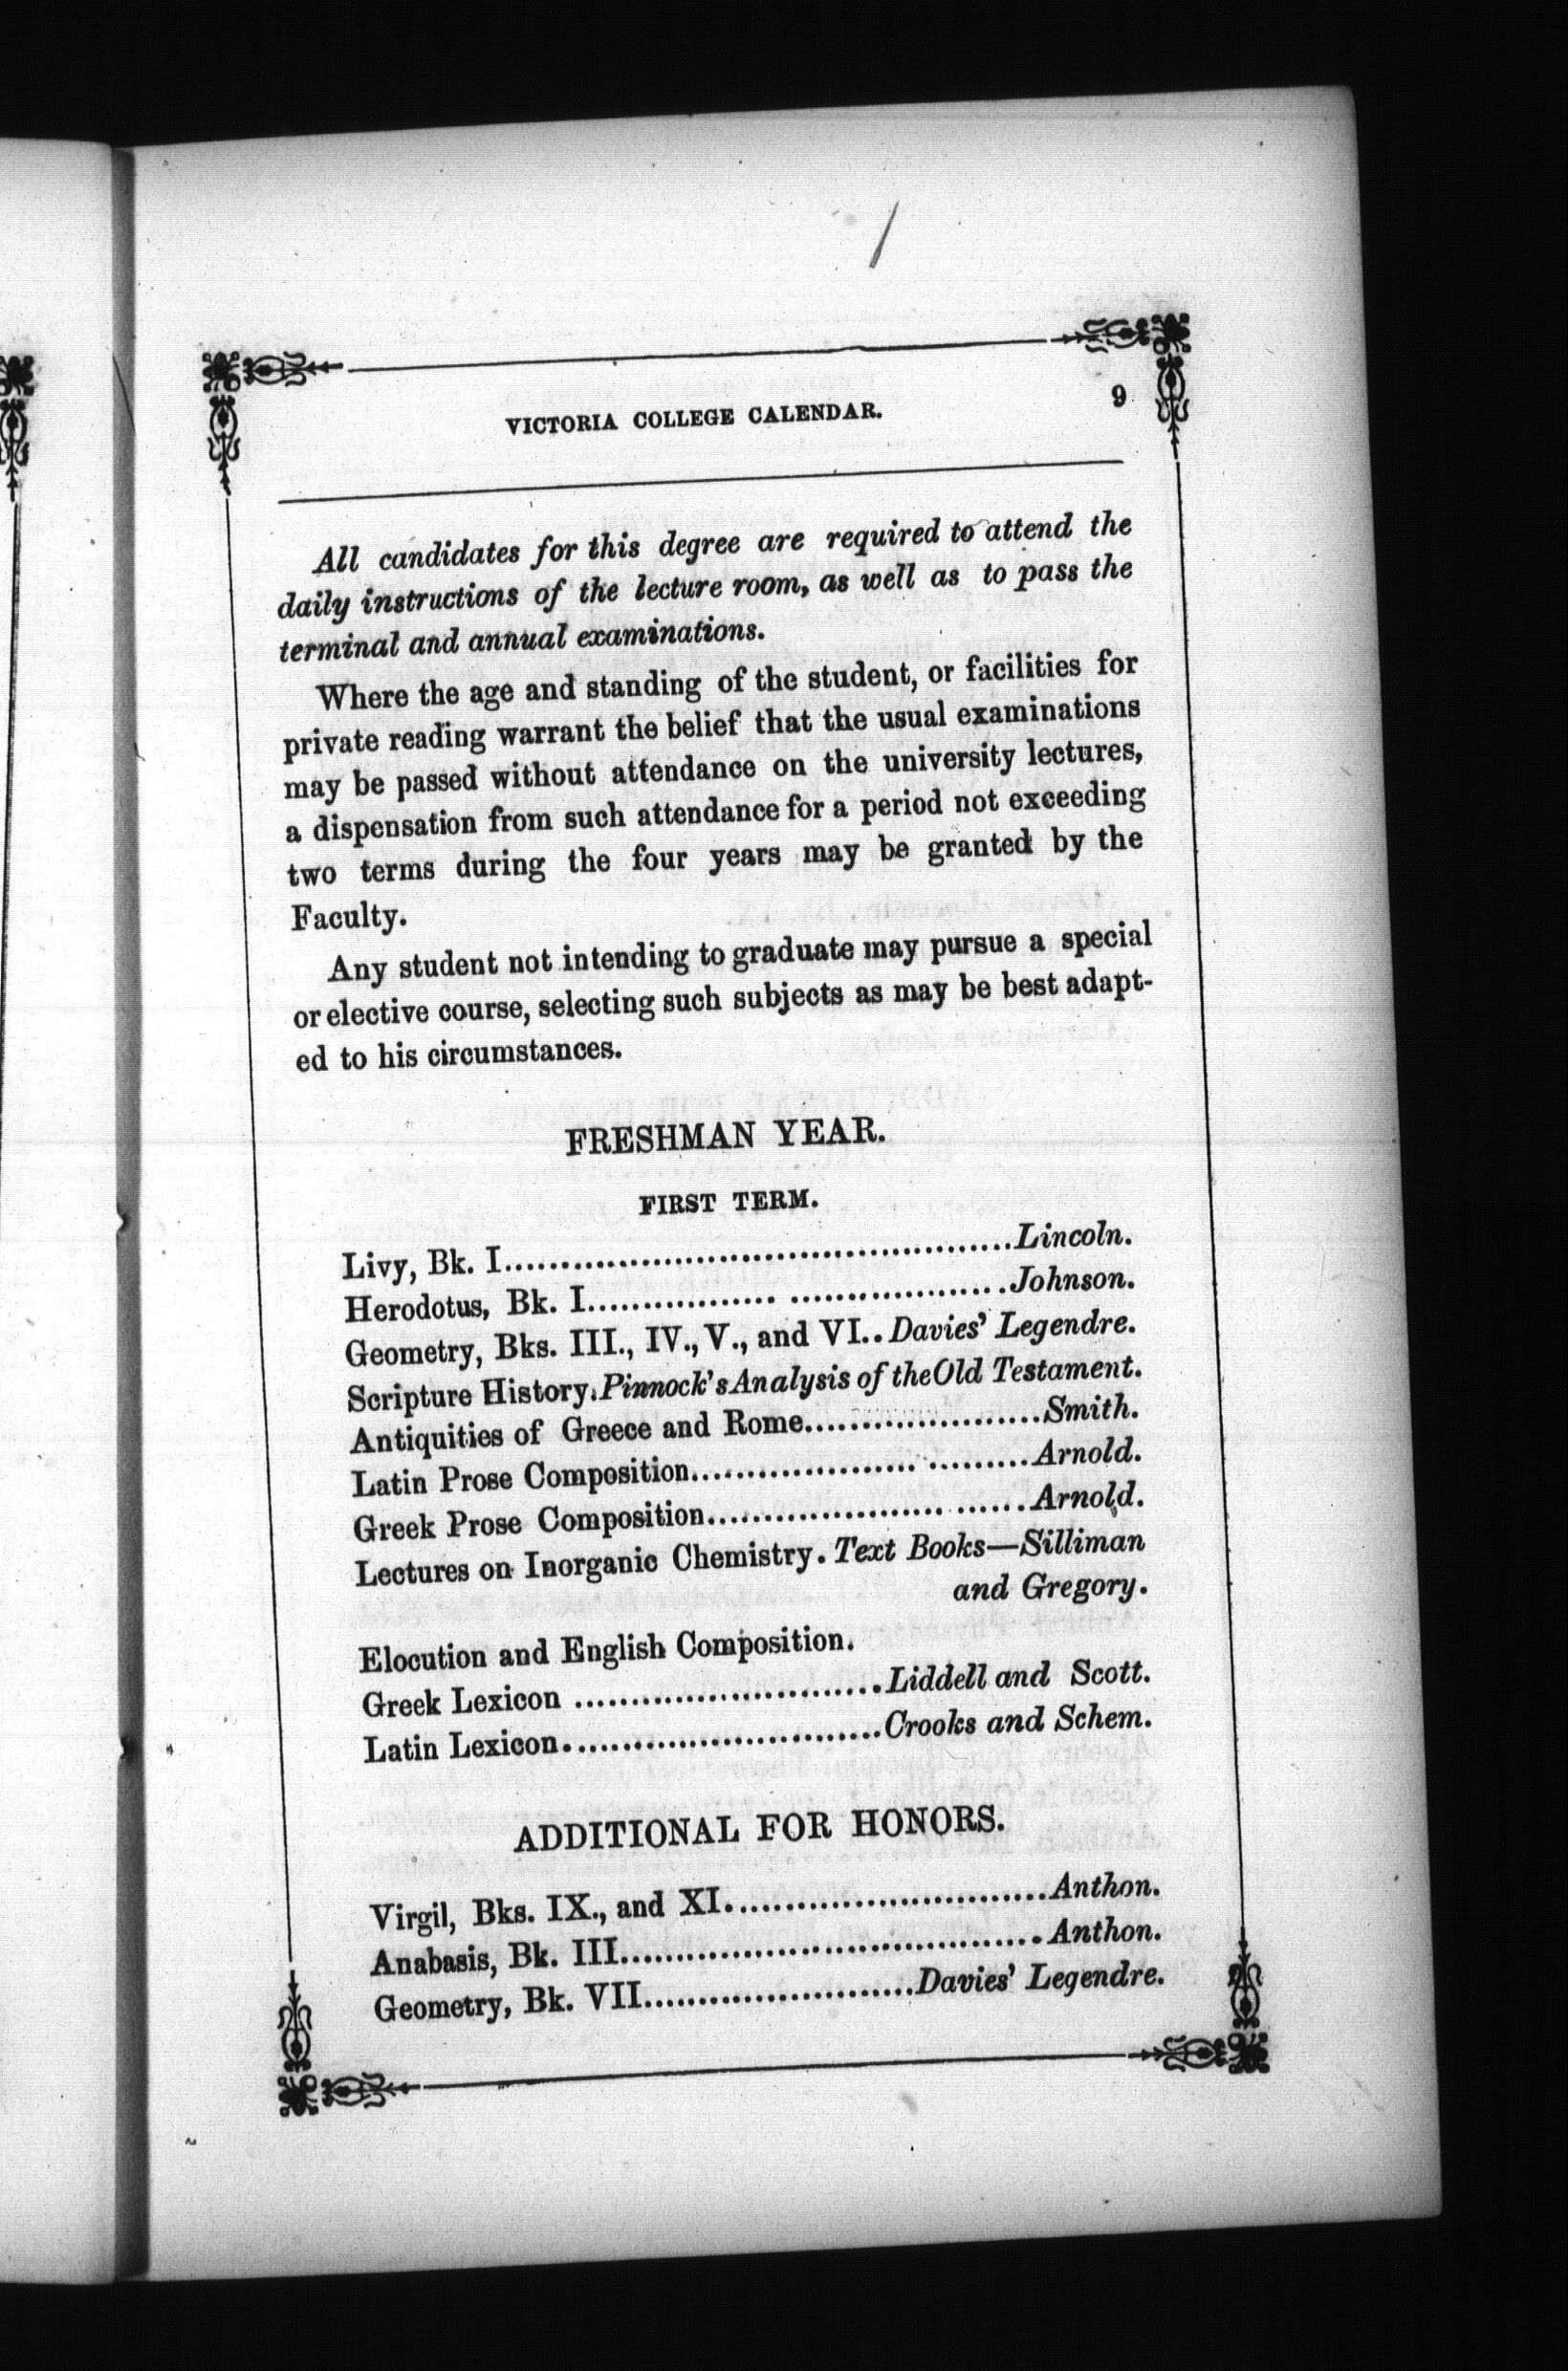 VICTORIA COLLEGE CALENDAR. 9
All candidates for this degree are required to attend the
daily instructions of the lecture room, as well as to pass the
terminal and annual examinations.
Where the age and standing of the student, or facilities for
private reading warrant the belief that the usual examinations
may be passed without attendance on the university lectures,
a dispensation from such attendance for a period not exceeding
two terms during the four years may be granted by the
Faculty.
Any student not intending to graduate may pursue a special
or elective course, selecting such subjects as may be best adapt-
ed to his circumstances.
FRESHMAN YEAR.
FIRST TERM.
Livy, Bk. I..............................................Lincoln.
Herodotus, Bk. I................. ...................Johnson.
Geometry, Bks. III., IV., V., and VI..Davies' Legendre.
Scripture History.Pinnock's Analysis of the Old Testament.
Antiquities of Greece and Rome.....................Smith.
Latin Prose Composition.................... .........Arnold.
Greek Prose Composition..................... .......Arnold.
Lectures on Inorganic Chemistry. Text Books—Silliman
and Gregory.
Elocution and English Composition.
Greek Lexicon ...........................Liddell and Scott.
Latin Lexicon............................Crooks and Schem.
ADDITIONAL FOR HONORS.
Virgil, Bks. IX., and XI.............................Anthon.
Anabasis, Bk. III......................................Anthon.
Geometry, Bk. VII........................Davies' Legendre.